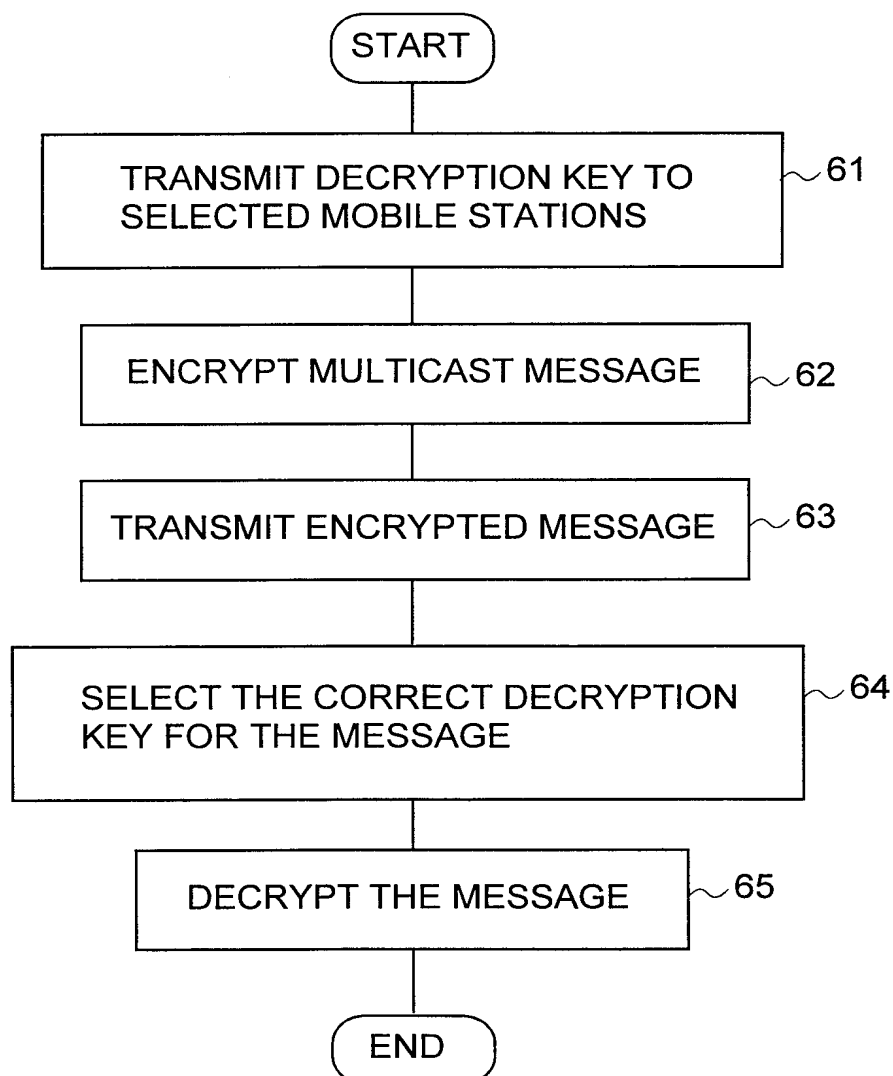 START
TRANSMIT DECRYPTION KEY TO
SELECTED MOBILE STATIONS
61
ENCRYPT MULTICAST MESSAGE
62
TRANSMIT ENCRYPTED MESSAGE
63
SELECT THE CORRECT DECRYPTION
KEY FOR THE MESSAGE
64
DECRYPT THE MESSAGE
65
END